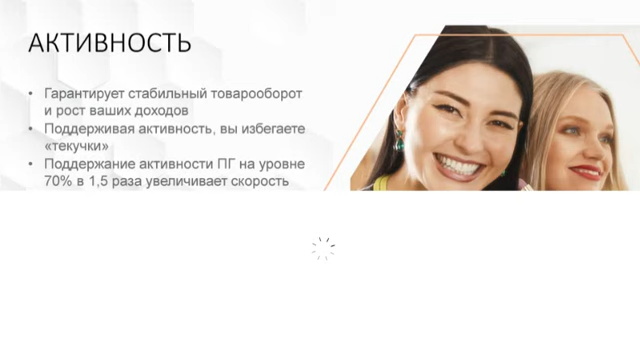 АКТИВНОСТЬ
• Гарантирует стабильный товарооборот
и рост ваших доходов
• Поддерживая активность, вы избегаете
«текучки»
• Поддержание активности ПГ на уровне
70% в 1,5 раза увеличивает скорость